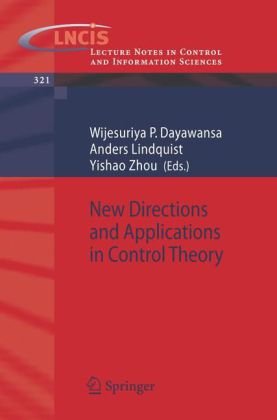 LNCIS
Lecture Notes in Control
and Information Sciences
321
Wijesuriya P. Dayawansa
Anders Lindquist
Yishao Zhou (Eds.)
New Directions
and Applications
in Control Theory
Springer